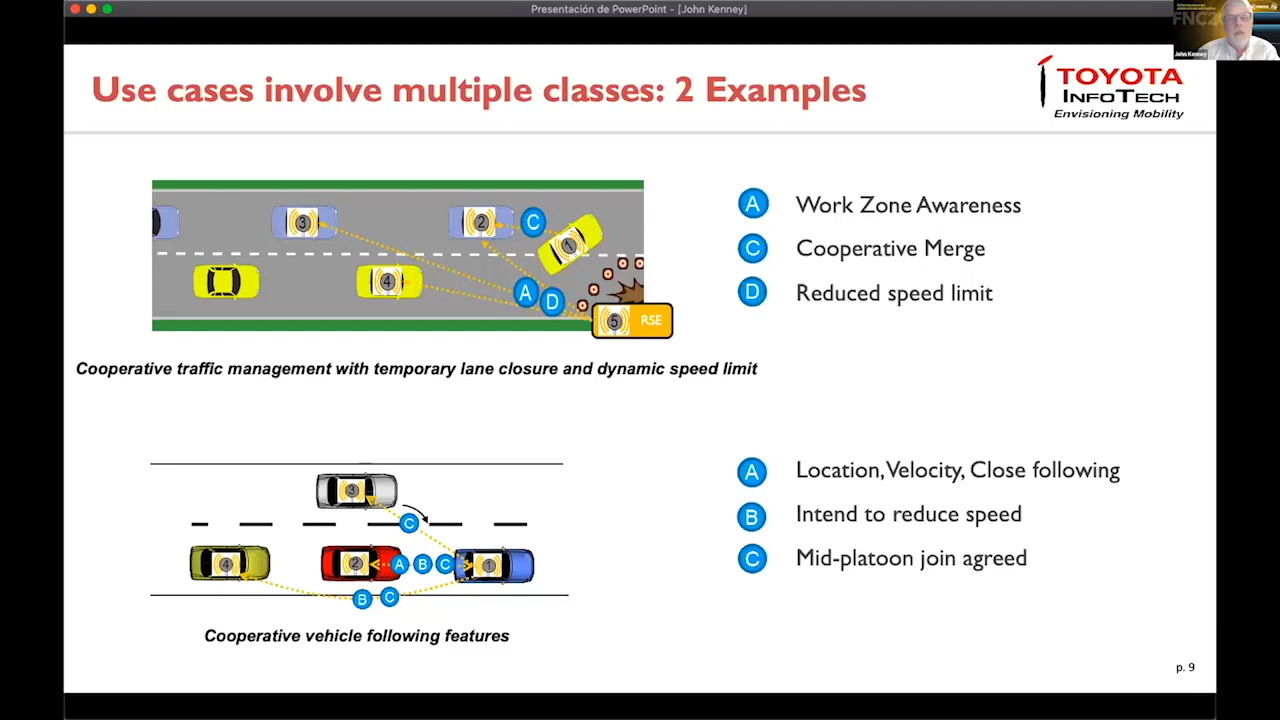 Presentación de PowerPoint - [John Kenney]
FNC2
John Kenney
Use cases involve multiple classes: 2 Examples
TOYOTA
INFOTECH
Envisioning Mobility
3
2
C
1
4
A
D
5
RSE
A Work Zone Awareness
C Cooperative Merge
D Reduced speed limit
Cooperative traffic management with temporary lane closure and dynamic speed limit
3
C
4
2
A B C
1
B C
A Location, Velocity, Close following
B Intend to reduce speed
C Mid-platoon join agreed
Cooperative vehicle following features
p. 9